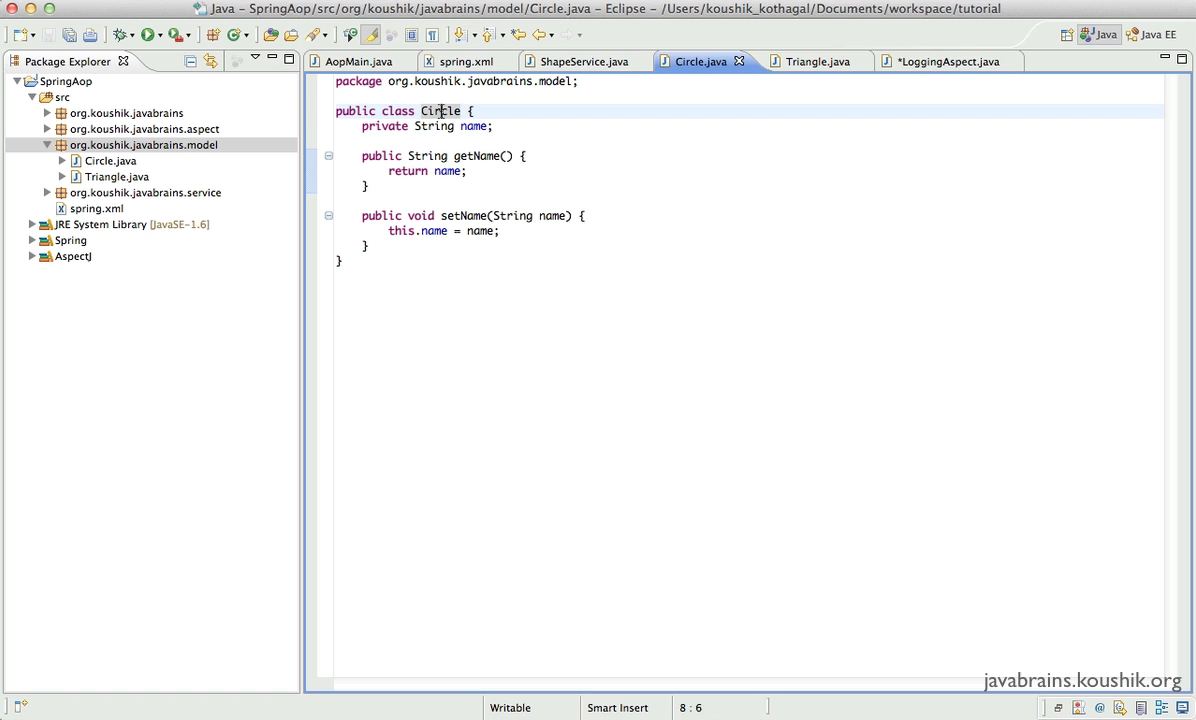 Java – SpringAop/src/org/koushik/javabrains/model/Circle.java – Eclipse – /Users/koushik_kothagal/Documents/workspace/tutorial
Java
Java EE
Package Explorer
AopMain.java
spring.xml
ShapeService.java
Circle.java
Triangle.java
*LoggingAspect.java
SpringAop
src
org.koushik.javabrains
org.koushik.javabrains.aspect
org.koushik.javabrains.model
Circle.java
Triangle.java
org.koushik.javabrains.service
spring.xml
JRE System Library [JavaSE-1.6]
Spring
AspectJ
package org.koushik.javabrains.model;
public class Circle {
private String name;
public String getName() {
return name;
}
public void setName(String name) {
this.name = name;
}
}
javabrains.koushik.org
Writable
Smart Insert
8 : 6